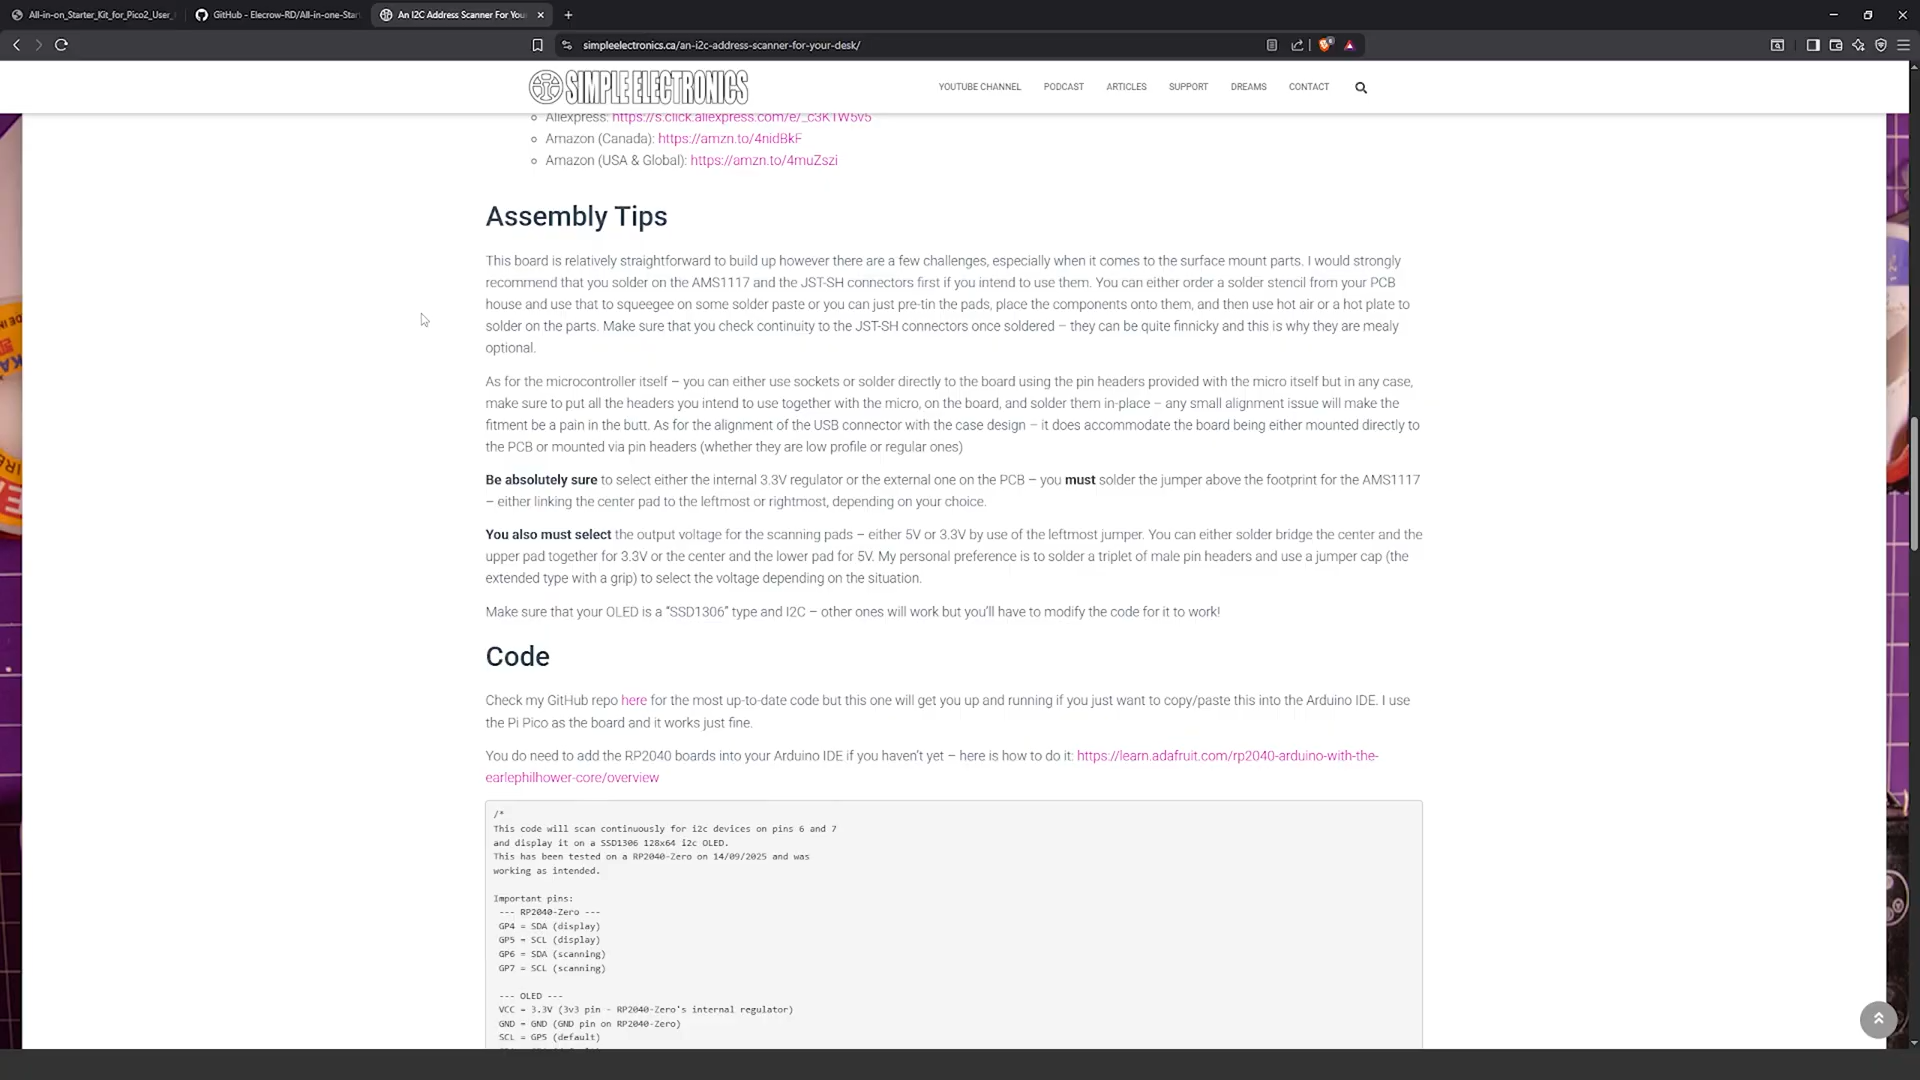 All-in-on_Starter_Kit_for_Pico2_User_
GitHub - Elecrow-RD/All-in-one-Star
An I2C Address Scanner For You
simpleelectronics.ca/an-i2c-address-scanner-for-your-desk/
SIMPLE ELECTRONICS
YOUTUBE CHANNEL
PODCAST
ARTICLES
SUPPORT
DREAMS
CONTACT
Aliexpress: https://s.click.aliexpress.com/e/_c3KTW5v5
Amazon (Canada): https://amzn.to/4nidBkF
Amazon (USA & Global): https://amzn.to/4muZszi
Assembly Tips
This board is relatively straightforward to build up however there are a few challenges, especially when it comes to the surface mount parts. I would strongly
recommend that you solder on the AMS1117 and the JST-SH connectors first if you intend to use them. You can either order a solder stencil from your PCB
house and use that to squeegee on some solder paste or you can just pre-tin the pads, place the components onto them, and then use hot air or a hot plate to
solder on the parts. Make sure that you check continuity to the JST-SH connectors once soldered – they can be quite finnicky and this is why they are mealy
optional.
As for the microcontroller itself – you can either use sockets or solder directly to the board using the pin headers provided with the micro itself but in any case,
make sure to put all the headers you intend to use together with the micro, on the board, and solder them in-place – any small alignment issue will make the
fitment be a pain in the butt. As for the alignment of the USB connector with the case design – it does accommodate the board being either mounted directly to
the PCB or mounted via pin headers (whether they are low profile or regular ones)
Be absolutely sure to select either the internal 3.3V regulator or the external one on the PCB – you must solder the jumper above the footprint for the AMS1117
– either linking the center pad to the leftmost or rightmost, depending on your choice.
You also must select the output voltage for the scanning pads – either 5V or 3.3V by use of the leftmost jumper. You can either solder bridge the center and the
upper pad together for 3.3V or the center and the lower pad for 5V. My personal preference is to solder a triplet of male pin headers and use a jumper cap (the
extended type with a grip) to select the voltage depending on the situation.
Make sure that your OLED is a “SSD1306” type and I2C – other ones will work but you’ll have to modify the code for it to work!
Code
Check my GitHub repo here for the most up-to-date code but this one will get you up and running if you just want to copy/paste this into the Arduino IDE. I use
the Pi Pico as the board and it works just fine.
You do need to add the RP2040 boards into your Arduino IDE if you haven’t yet – here is how to do it: https://learn.adafruit.com/rp2040-arduino-with-the-
earlephilhower-core/overview
/*
This code will scan continuously for i2c devices on pins 6 and 7
and display it on a SSD1306 128x64 i2c OLED.
This has been tested on a RP2040-Zero on 14/09/2025 and was
working as intended.
Important pins:
--- RP2040-Zero ---
GP4 = SDA (display)
GP5 = SCL (display)
GP6 = SDA (scanning)
GP7 = SCL (scanning)
--- OLED ---
VCC = 3.3V (3v3 pin - RP2040-Zero's internal regulator)
GND = GND (GND pin on RP2040-Zero)
SCL = GP5 (default)